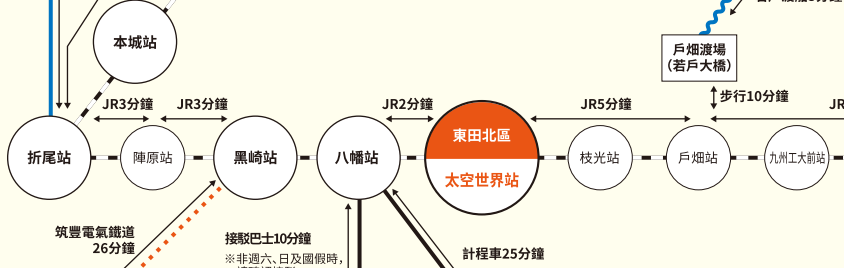 本城站
戶畑渡場
(若戶大橋)
步行10分鐘
JR3分鐘
JR3分鐘
JR2分鐘
JR5分鐘
JR
折尾站
陣原站
黑崎站
八幡站
東田北區
太空世界站
枝光站
戶畑站
九州工大前站
筑豐電氣鐵道
26分鐘
接駁巴士10分鐘
※非週六、日及國假時，
計程車25分鐘